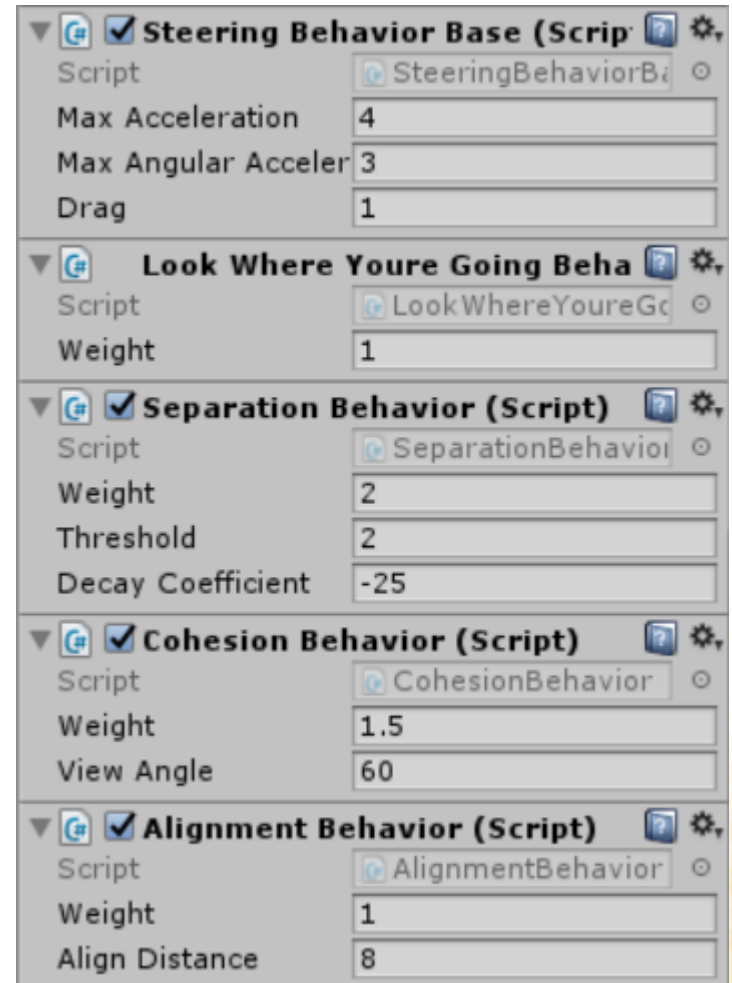 Steering Behavior Base (Scrip
Script SteeringBehaviorBa
Max Acceleration 4
Max Angular Acceler 3
Drag 1
Look Where Youre Going Beha
Script LookWhereYoureGo
Weight 1
Separation Behavior (Script)
Script SeparationBehavior
Weight 2
Threshold 2
Decay Coefficient -25
Cohesion Behavior (Script)
Script CohesionBehavior
Weight 1.5
View Angle 60
Alignment Behavior (Script)
Script AlignmentBehavior
Weight 1
Align Distance 8